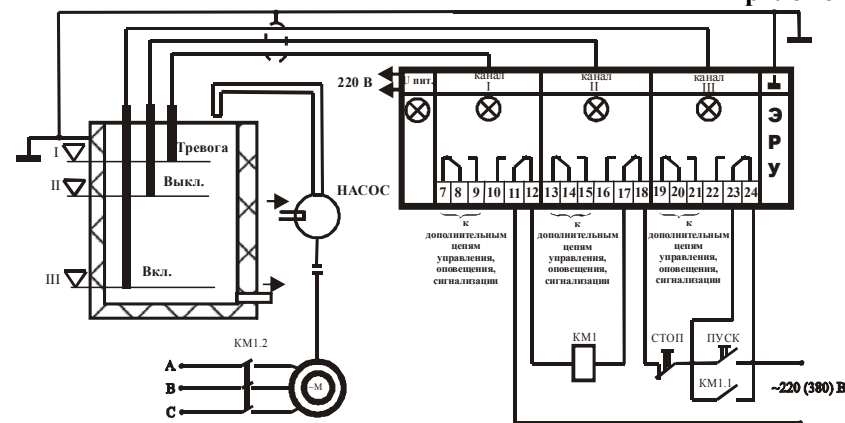 220 В
U пит.
канал
I
канал
II
канал
III
Э
Р
У
I
Тревога
II
Выкл.
III
Вкл.
НАСОС
7 8 9 10 11 12 13 14 15 16 17 18 19 20 21 22 23 24
к
дополнительным
цепям
управления,
оповещения,
сигнализации
к
дополнительным
цепям
управления,
оповещения,
сигнализации
к
дополнительным
цепям
управления,
оповещения,
сигнализации
КМ1.2
А
В
С
~М
КМ1
СТОП
ПУСК
КМ1.1
~220 (380) В